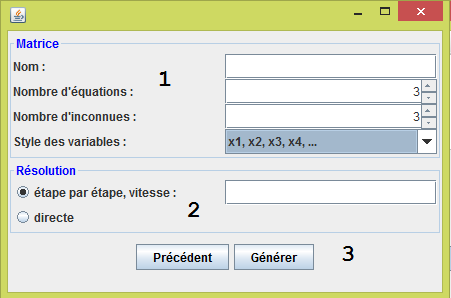 Matrice
Nom :
1
Nombre d'équations : 3
Nombre d'inconnues : 3
Style des variables : x1, x2, x3, x4, ...
Résolution
étape par étape, vitesse :
2
directe
Précédent Générer 3